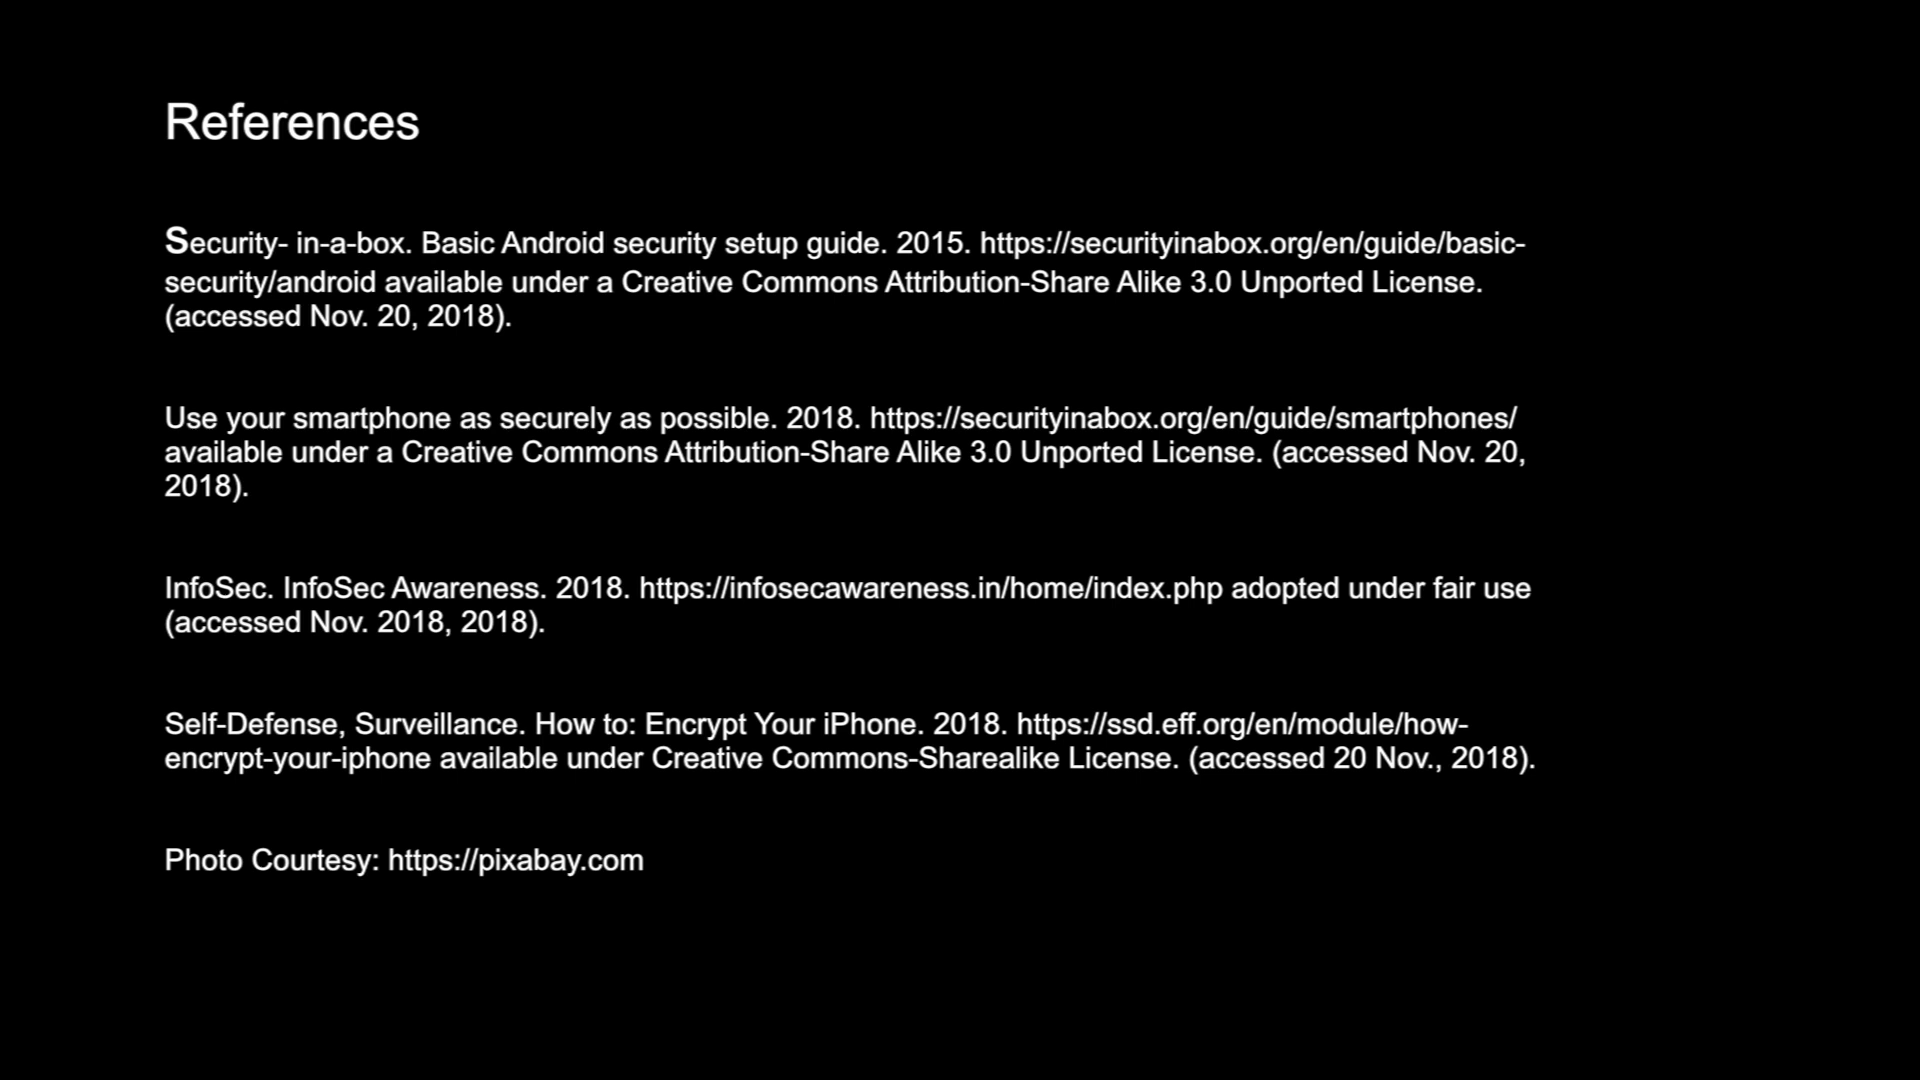 References
Security- in-a-box. Basic Android security setup guide. 2015. https://securityinabox.org/en/guide/basic-
security/android available under a Creative Commons Attribution-Share Alike 3.0 Unported License.
(accessed Nov. 20, 2018).
Use your smartphone as securely as possible. 2018. https://securityinabox.org/en/guide/smartphones/
available under a Creative Commons Attribution-Share Alike 3.0 Unported License. (accessed Nov. 20,
2018).
InfoSec. InfoSec Awareness. 2018. https://infosecawareness.in/home/index.php adopted under fair use
(accessed Nov. 2018, 2018).
Self-Defense, Surveillance. How to: Encrypt Your iPhone. 2018. https://ssd.eff.org/en/module/how-
encrypt-your-iphone available under Creative Commons-Sharealike License. (accessed 20 Nov., 2018).
Photo Courtesy: https://pixabay.com